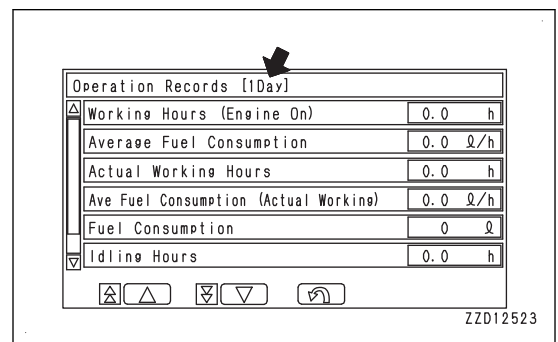 Operation Records [1Day]
Working Hours (Engine On) 0.0 h
Average Fuel Consumption 0.0 ℓ/h
Actual Working Hours 0.0 h
Ave Fuel Consumption (Actual Working) 0.0 ℓ/h
Fuel Consumption 0 ℓ
Idling Hours 0.0 h
ZZD12523